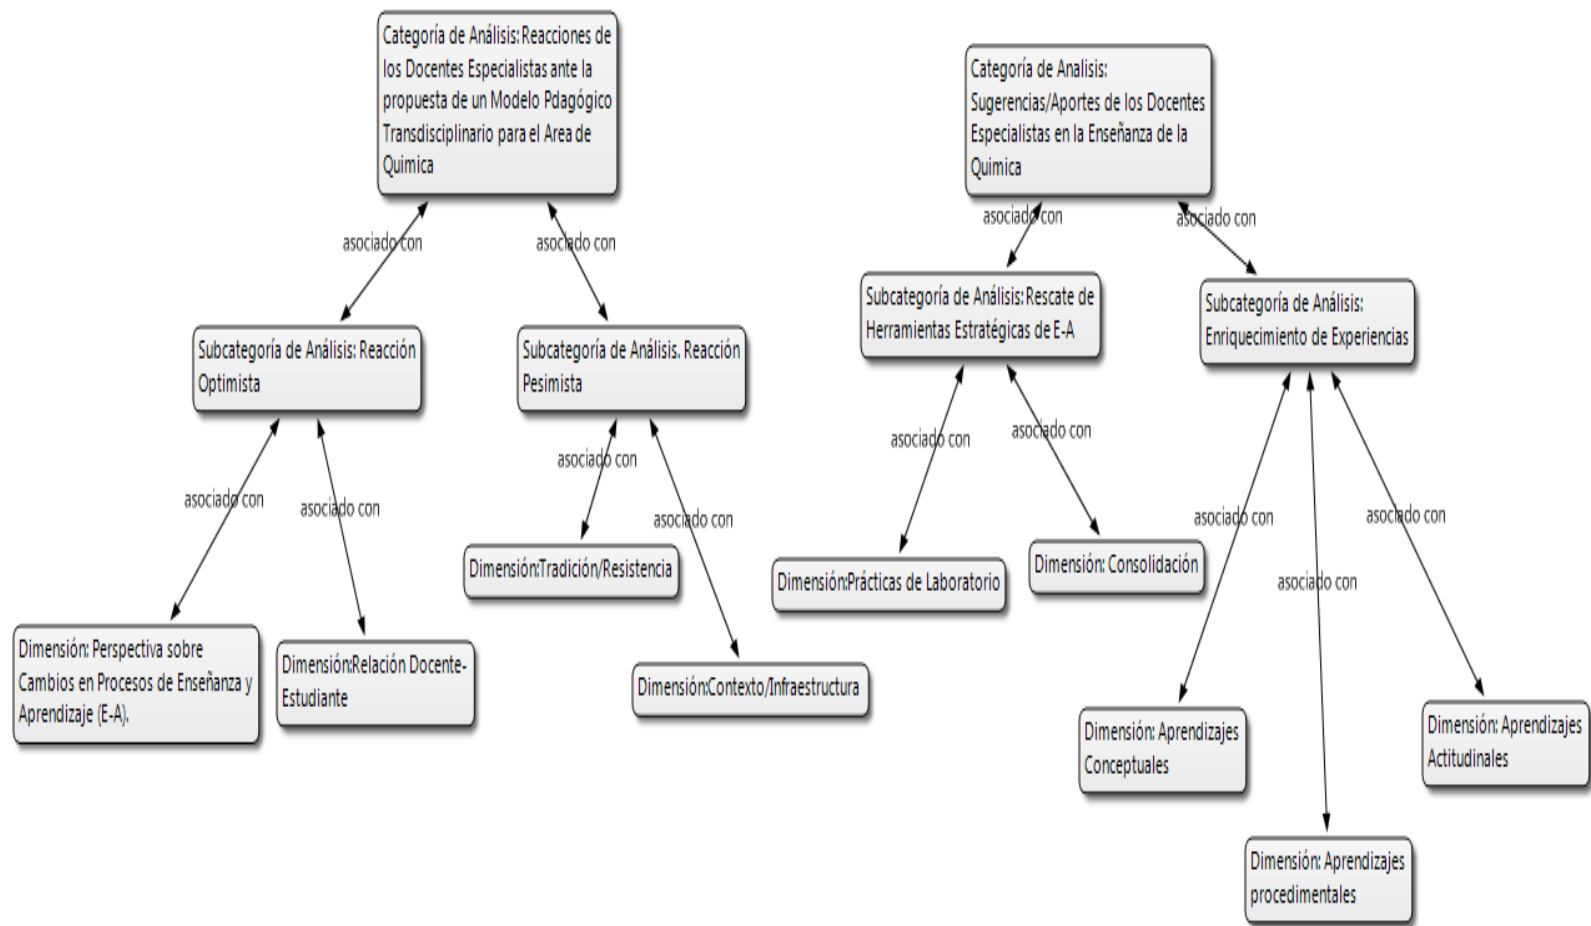 Categoría de Análisis: Reacciones de
los Docentes Especialistas ante la
propuesta de un Modelo Pdagógico
Transdisciplinario para el Area de
Quimica
Categoría de Analisis:
Sugerencias/Aportes de los Docentes
Especialistas en la Enseñanza de la
Quimica
asociado con
asociado con
asociado con
asociado con
Subcategoría de Análisis: Reacción
Optimista
Subcategoría de Análisis. Reacción
Pesimista
Subcategoría de Análisis: Rescate de
Herramientas Estratégicas de E-A
Subcategoría de Análisis:
Enriquecimiento de Experiencias
asociado con
asociado con
asociado con
asociado con
asociado con
asociado con
asociado con
asociado con
asociado con
Dimensión: Perspectiva sobre
Cambios en Procesos de Enseñanza y
Aprendizaje (E-A).
Dimensión:Relación Docente-
Estudiante
Dimensión:Tradición/Resistencia
Dimensión:Contexto/Infraestructura
Dimensión:Prácticas de Laboratorio
Dimensión: Consolidación
Dimensión: Aprendizajes
Conceptuales
Dimensión: Aprendizajes
procedimentales
Dimensión: Aprendizajes
Actitudinales